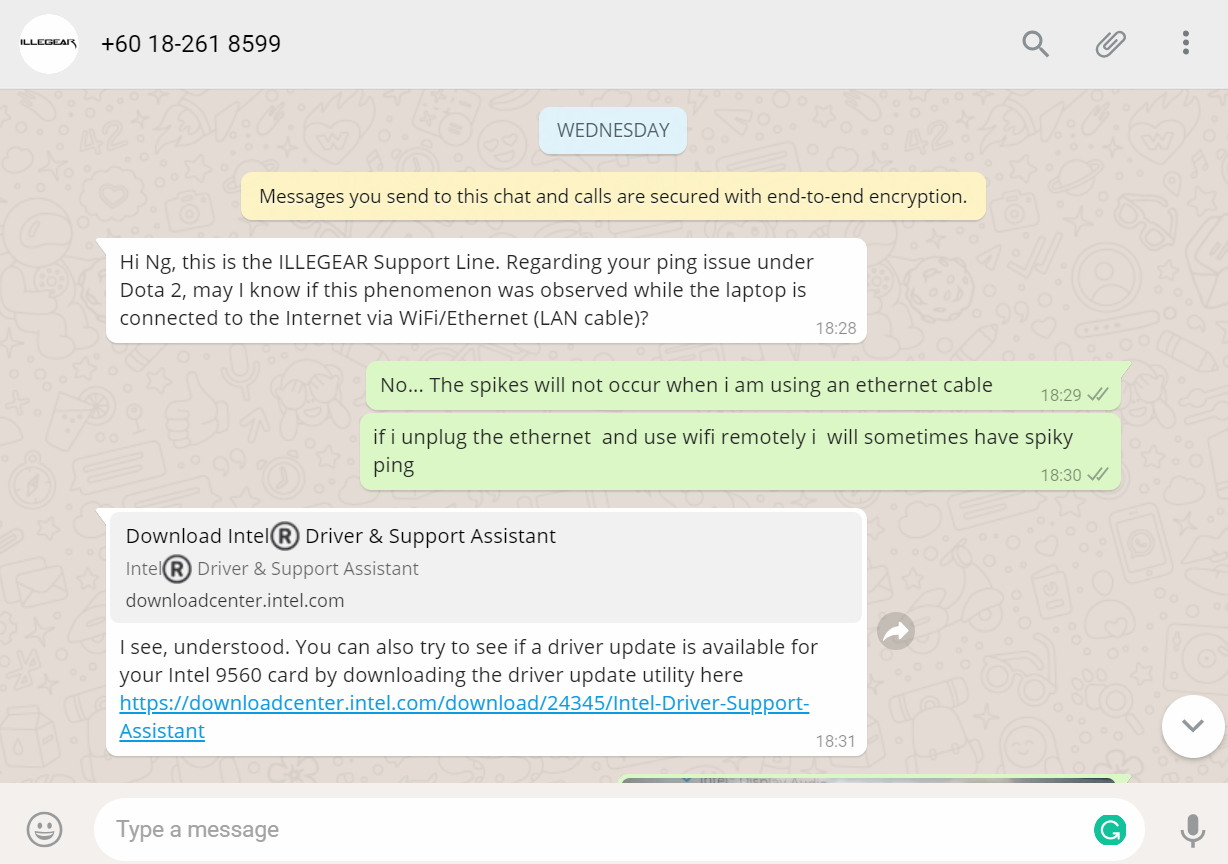 ILLEGEAR
+60 18-261 8599
WEDNESDAY
Messages you send to this chat and calls are secured with end-to-end encryption.
Hi Ng, this is the ILLEGEAR Support Line. Regarding your ping issue under
Dota 2, may I know if this phenomenon was observed while the laptop is
connected to the Internet via WiFi/Ethernet (LAN cable)?
18:28
No... The spikes will not occur when i am using an ethernet cable
18:29
if i unplug the ethernet  and use wifi remotely i  will sometimes have spiky
ping
18:30
Download Intel® Driver & Support Assistant
Intel® Driver & Support Assistant
downloadcenter.intel.com
I see, understood. You can also try to see if a driver update is available for
your Intel 9560 card by downloading the driver update utility here
https://downloadcenter.intel.com/download/24345/Intel-Driver-Support-
Assistant
18:31
Type a message